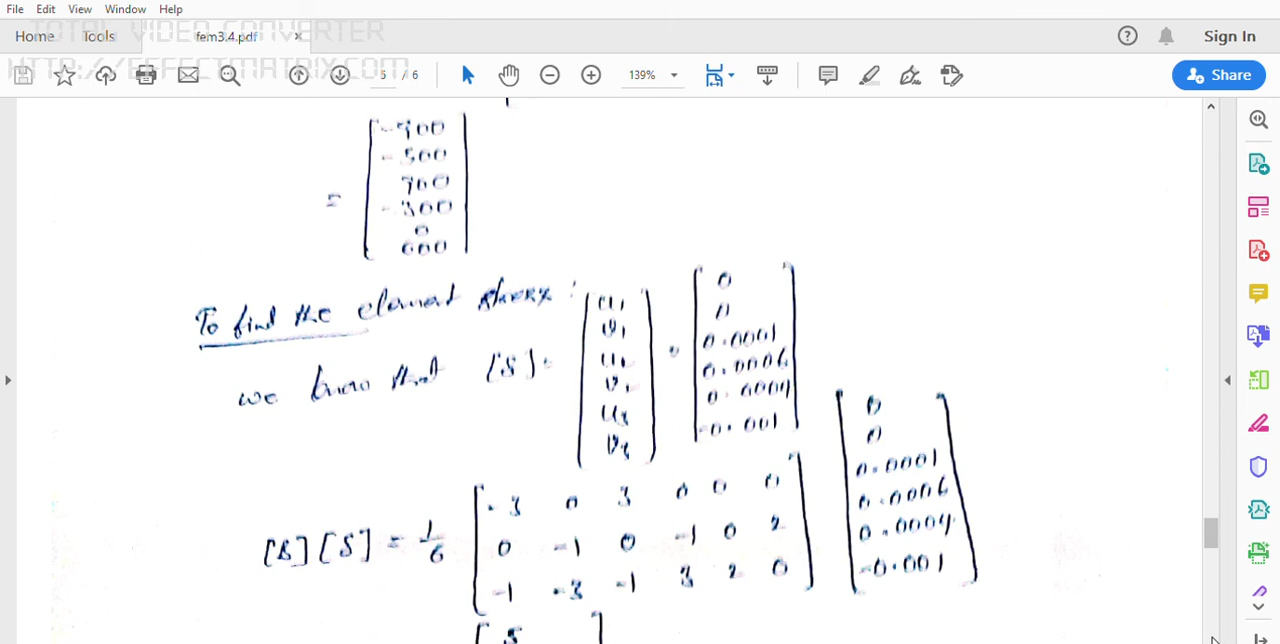 File Edit View Window Help
TOTAL VIDEO CONVERTER
Home Tools fem3.4.pdf × Sign In
HTTP://EFFECTMATRIX.COM
5 / 6 139% Share
-900
- 500
700
= - 300
0
600
To find the element stress :
we know that [S] = u1 v1 u2 v2 u3 v3 = 0 0 0.0001 0.0006 0.0004 -0.001
[B][S] = 1/6
-3 0 3 0 0 0
0 -1 0 -1 0 2
-1 -3 -1 3 2 0
0
0
0.0001
0.0006
0.0004
-0.001